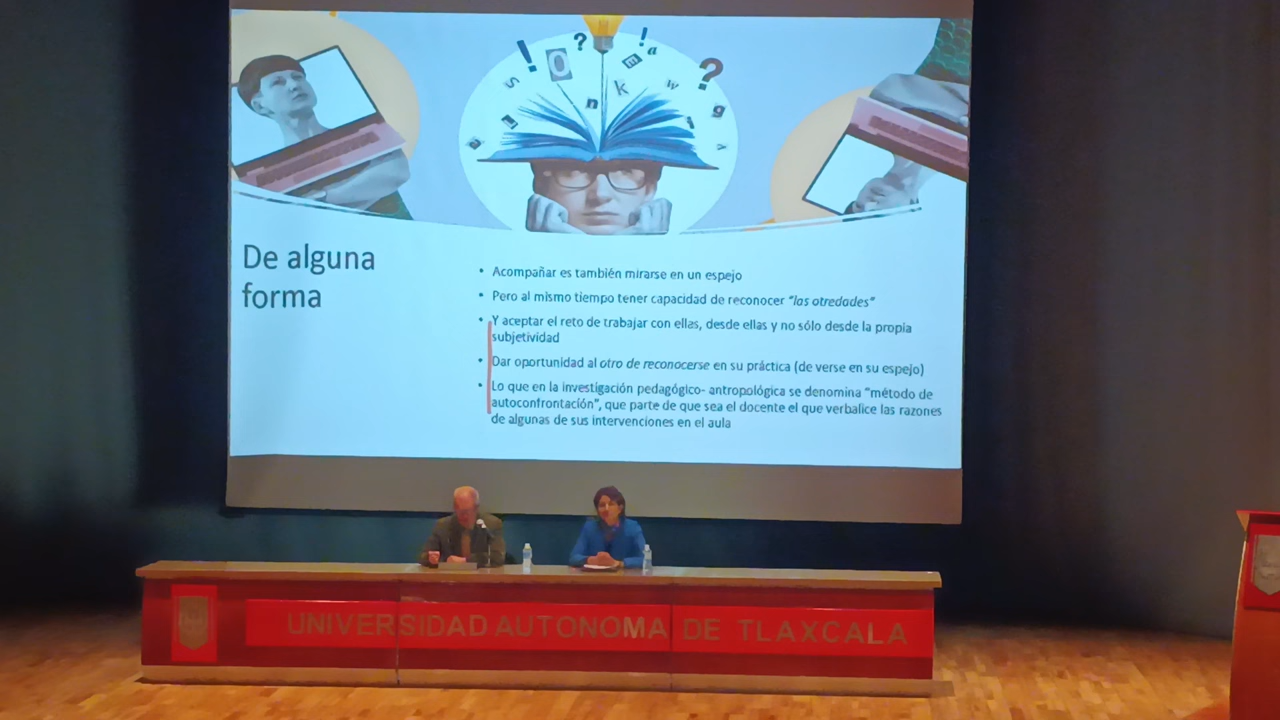 De alguna
forma
• Acompañar es también mirarse en un espejo
• Pero al mismo tiempo tener capacidad de reconocer “las otredades”
• Y aceptar el reto de trabajar con ellas, desde ellas y no sólo desde la propia
subjetividad
• Dar oportunidad al otro de reconocerse en su práctica (de verse en su espejo)
• Lo que en la investigación pedagógico- antropológica se denomina “método de
autoconfrontación”, que parte de que sea el docente el que verbalice las razones
de algunas de sus intervenciones en el aula
UNIVERSIDAD AUTONOMA DE TLAXCALA